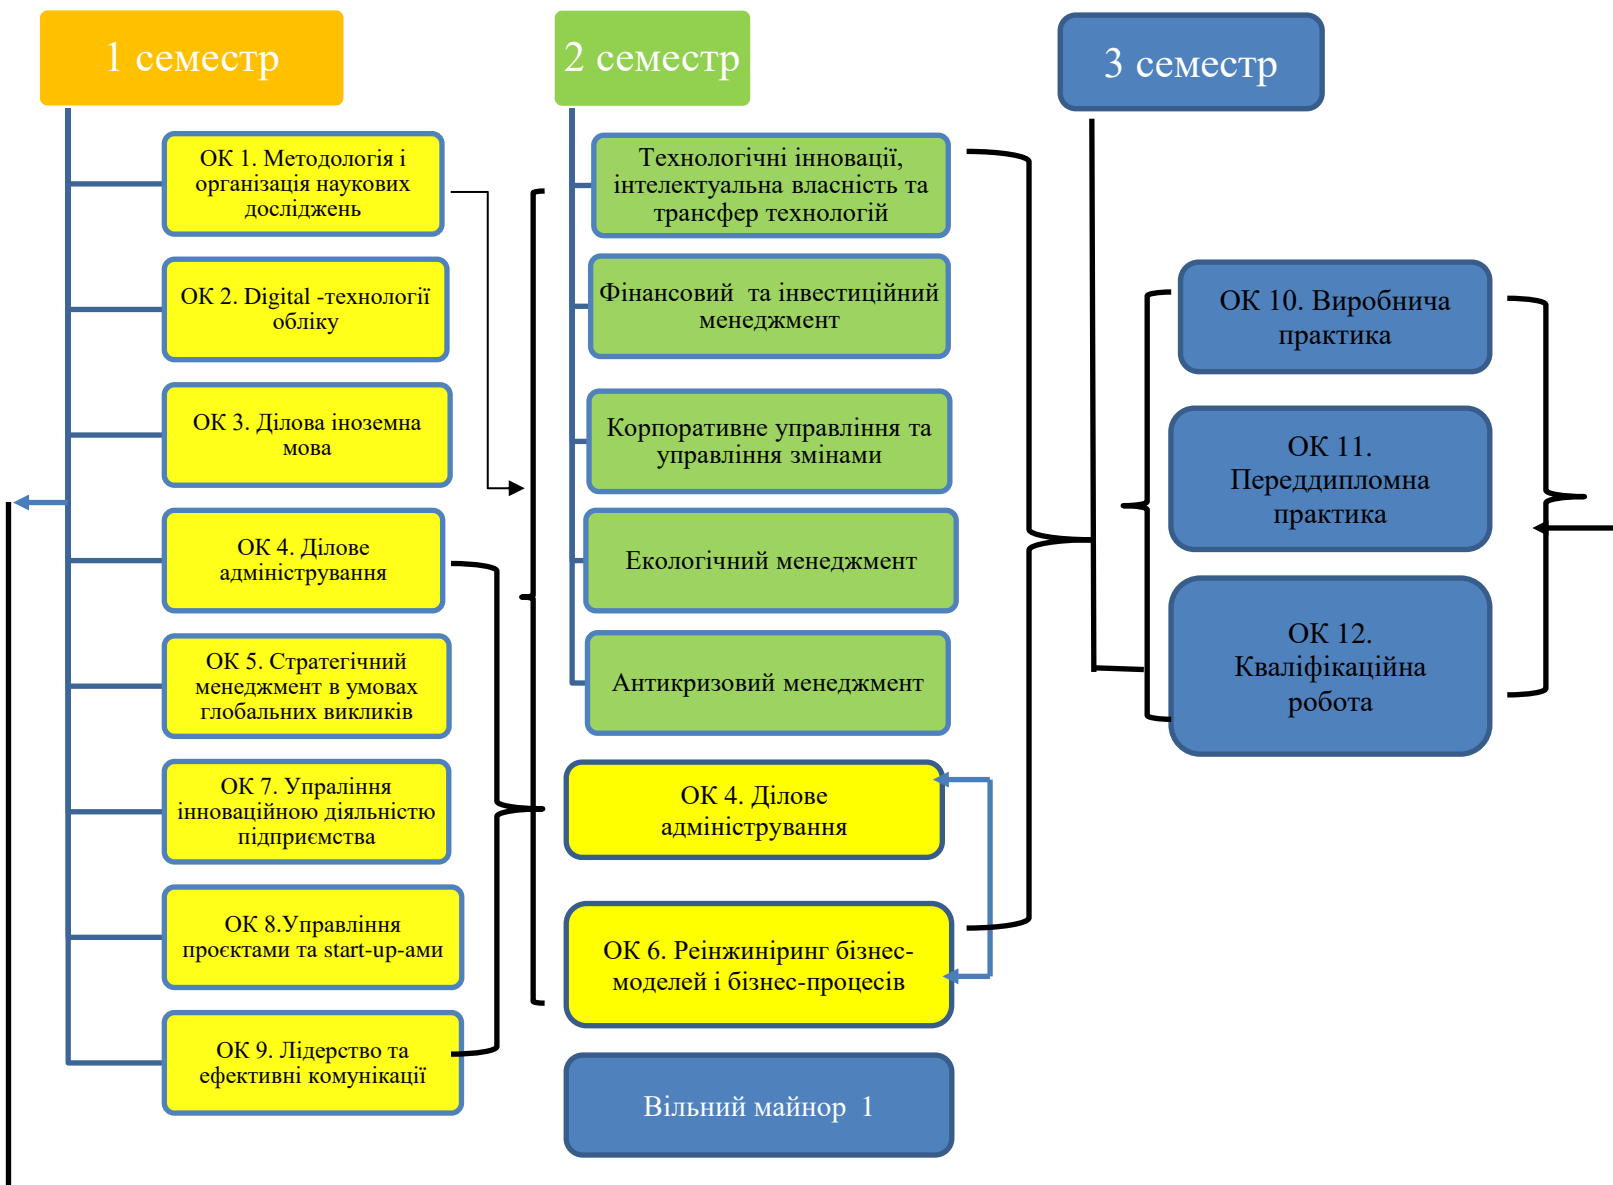 1 семестр
ОК 1. Методологія і
організація наукових
досліджень
ОК 2. Digital -технології
обліку
ОК 3. Ділова іноземна
мова
ОК 4. Ділове
адміністрування
ОК 5. Стратегічний
менеджмент в умовах
глобальних викликів
ОК 7. Упраління
інноваційною діяльністю
підприємства
ОК 8.Управління
проєктами та start-up-ами
ОК 9. Лідерство та
ефективні комунікації
2 семестр
Технологічні інновації,
інтелектуальна власність та
трансфер технологій
Фінансовий  та інвестиційний
менеджмент
Корпоративне управління та
управління змінами
Екологічний менеджмент
Антикризовий менеджмент
ОК 4. Ділове
адміністрування
ОК 6. Реінжиніринг бізнес-
моделей і бізнес-процесів
Вільний майнор  1
3 семестр
ОК 10. Виробнича
практика
ОК 11.
Переддипломна
практика
ОК 12.
Кваліфікаційна
робота